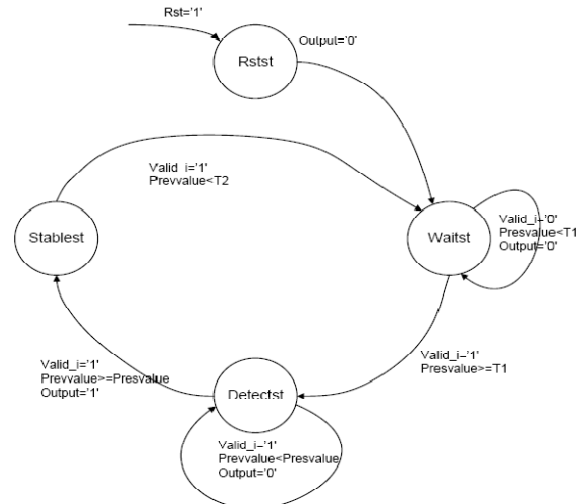 Rst='1'
Output='0'
Rstst
Valid_i='1'
Prevvalue<T2
Stablest
Waitst
Valid_i='0'
Presvalue<T1
Output='0'
Valid_i='1'
Presvalue>=T1
Valid_i='1'
Prevvalue>=Presvalue
Output='1'
Detectst
Valid_i='1'
Prevvalue<Presvalue
Output='0'